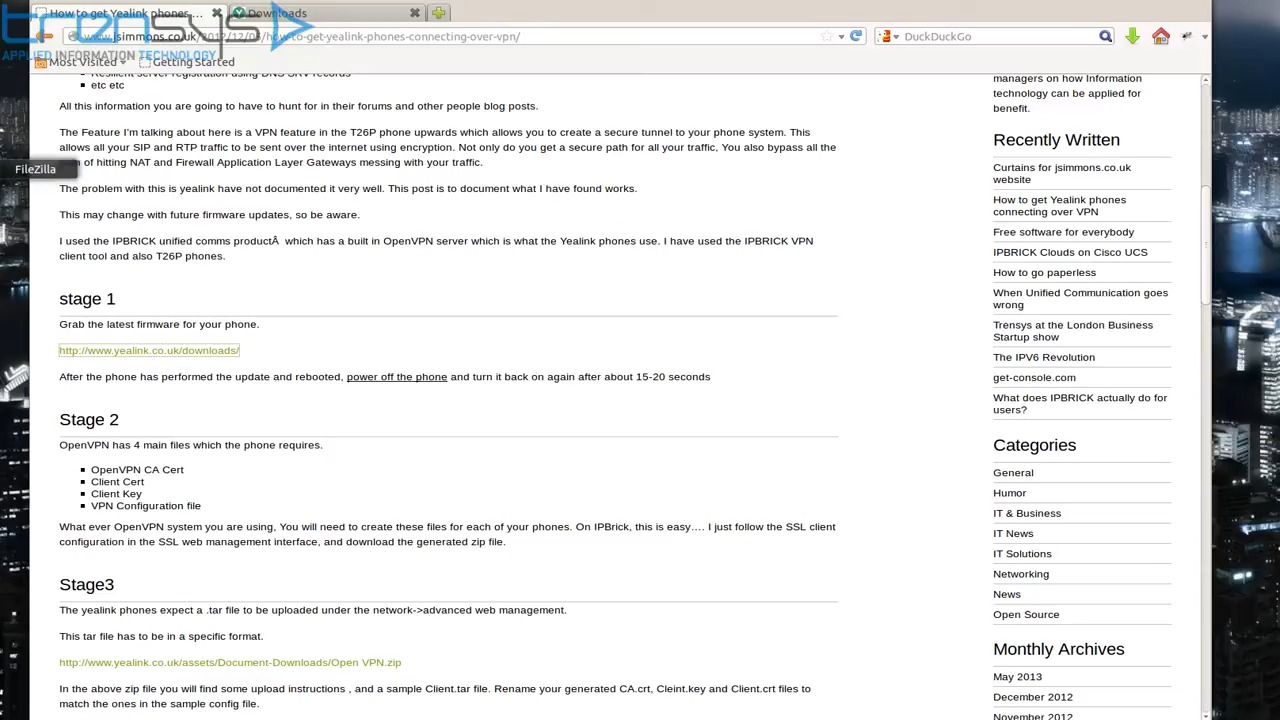 How to get Yealink phones ...
Downloads
trensys
APPLIED INFORMATION TECHNOLOGY
www.jsimmons.co.uk/2012/12/05/how-to-get-yealink-phones-connecting-over-vpn/
DuckDuckGo
Most Visited
Getting Started
Resilient server registration using DNS SRV records
etc etc
All this information you are going to have to hunt for in their forums and other people blog posts.
The Feature I'm talking about here is a VPN feature in the T26P phone upwards which allows you to create a secure tunnel to your phone system. This
allows all your SIP and RTP traffic to be sent over the internet using encryption. Not only do you get a secure path for all your traffic, You also bypass all the
of hitting NAT and Firewall Application Layer Gateways messing with your traffic.
FileZilla
The problem with this is yealink have not documented it very well. This post is to document what I have found works.
This may change with future firmware updates, so be aware.
I used the IPBRICK unified comms productÂ  which has a built in OpenVPN server which is what the Yealink phones use. I have used the IPBRICK VPN
client tool and also T26P phones.
stage 1
Grab the latest firmware for your phone.
http://www.yealink.co.uk/downloads/
After the phone has performed the update and rebooted, power off the phone and turn it back on again after about 15-20 seconds
Stage 2
OpenVPN has 4 main files which the phone requires.
OpenVPN CA Cert
Client Cert
Client Key
VPN Configuration file
What ever OpenVPN system you are using, You will need to create these files for each of your phones. On IPBrick, this is easy…. I just follow the SSL client
configuration in the SSL web management interface, and download the generated zip file.
Stage3
The yealink phones expect a .tar file to be uploaded under the network->advanced web management.
This tar file has to be in a specific format.
http://www.yealink.co.uk/assets/Document-Downloads/Open VPN.zip
In the above zip file you will find some upload instructions , and a sample Client.tar file. Rename your generated CA.crt, Cleint.key and Client.crt files to
match the ones in the sample config file.
managers on how Information
technology can be applied for
benefit.
Recently Written
Curtains for jsimmons.co.uk
website
How to get Yealink phones
connecting over VPN
Free software for everybody
IPBRICK Clouds on Cisco UCS
How to go paperless
When Unified Communication goes
wrong
Trensys at the London Business
Startup show
The IPV6 Revolution
get-console.com
What does IPBRICK actually do for
users?
Categories
General
Humor
IT & Business
IT News
IT Solutions
Networking
News
Open Source
Monthly Archives
May 2013
December 2012
November 2012